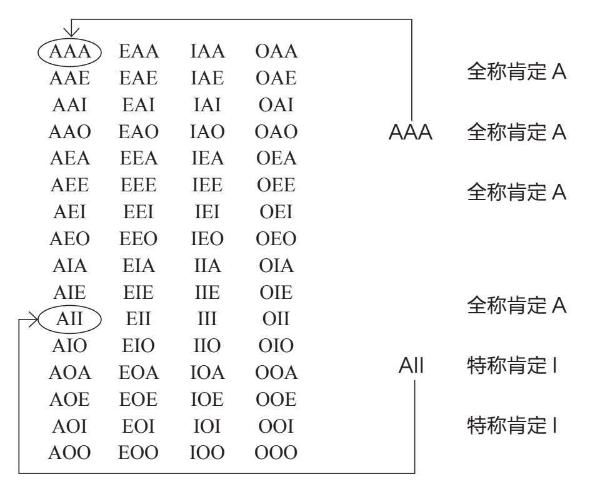 AAA EAA IAA OAA
AAE EAE IAE OAE
AAI EAI IAI OAI
AAO EAO IAO OAO
AEA EEA IEA OEA
AEE EEE IEE OEE
AEI EEI IEI OEI
AEO EEO IEO OEO
AIA EIA IIA OIA
AIE EIE IIE OIE
AII EII III OII
AIO EIO IIO OIO
AOA EOA IOA OOA
AOE EOE IOE OOE
AOI EOI IOI OOI
AOO EOO IOO OOO
AAA
全称肯定 A
全称肯定 A
全称肯定 A
AII
全称肯定 A
特称肯定 I
特称肯定 I